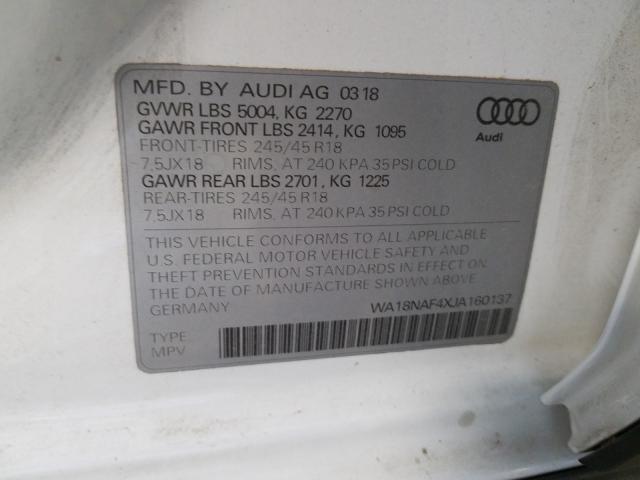 MFD. BY AUDI AG 03 18
GVWR LBS 5004, KG 2270
GAWR FRONT LBS 2414, KG 1095
FRONT-TIRES 245/45 R18
7,5JX18 RIMS, AT 240 KPA 35 PSI COLD
GAWR REAR LBS 2701, KG 1225
REAR-TIRES 245/45 R18
7,5JX18 RIMS, AT 240 KPA 35 PSI COLD
Audi
THIS VEHICLE CONFORMS TO ALL APPLICABLE
U.S. FEDERAL MOTOR VEHICLE SAFETY AND
THEFT PREVENTION STANDARDS IN EFFECT ON
THE DATE OF MANUFACTURE SHOWN ABOVE
GERMANY WA18NAF4XJA160137
TYPE
MPV